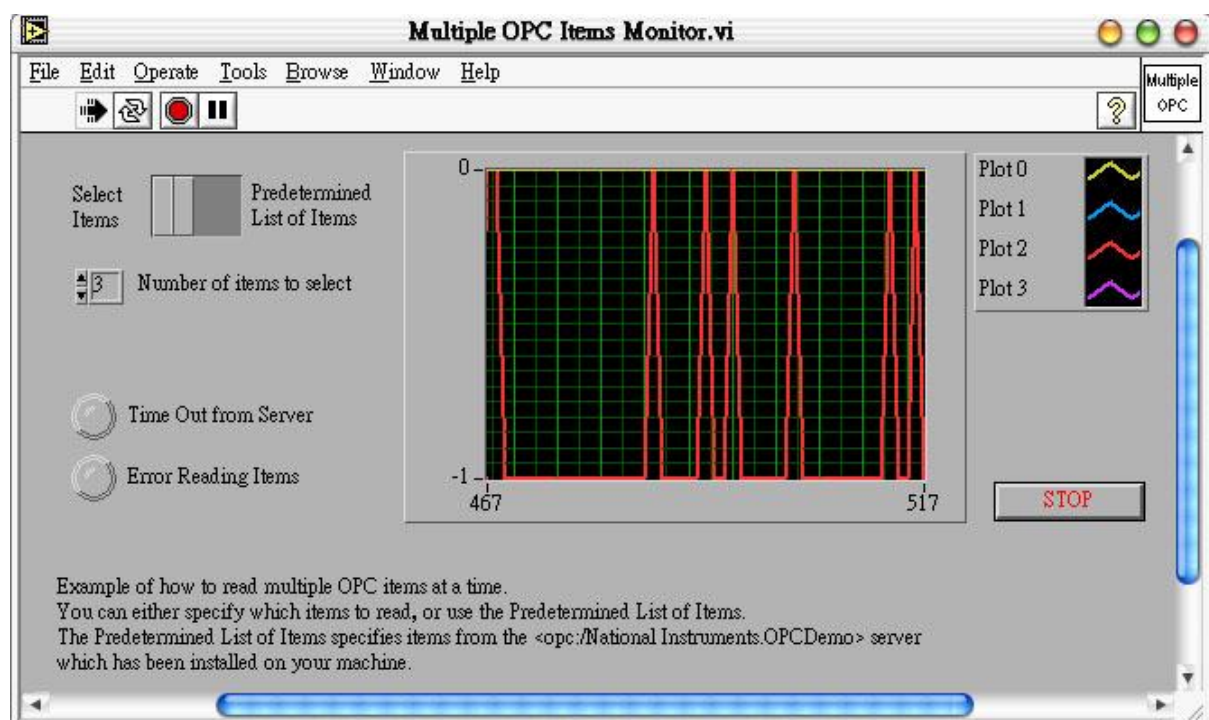 Multiple OPC Items Monitor.vi
File Edit Operate Tools Browse Window Help
Multiple
OPC
?
Select
Items
Predetermined
List of Items
3 Number of items to select
Time Out from Server
Error Reading Items
0
-1
467
517
Plot 0
Plot 1
Plot 2
Plot 3
STOP
Example of how to read multiple OPC items at a time.
You can either specify which items to read, or use the Predetermined List of Items.
The Predetermined List of Items specifies items from the <opc:/National Instruments.OPCDemo> server
which has been installed on your machine.